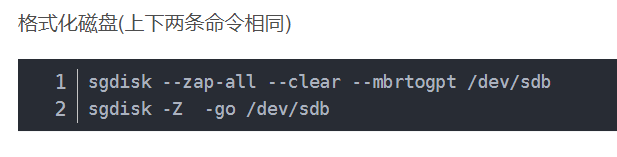 格式化磁盘(上下两条命令相同)
1 sgdisk --zap-all --clear --mbrtogpt /dev/sdb
2 sgdisk -Z  -go /dev/sdb